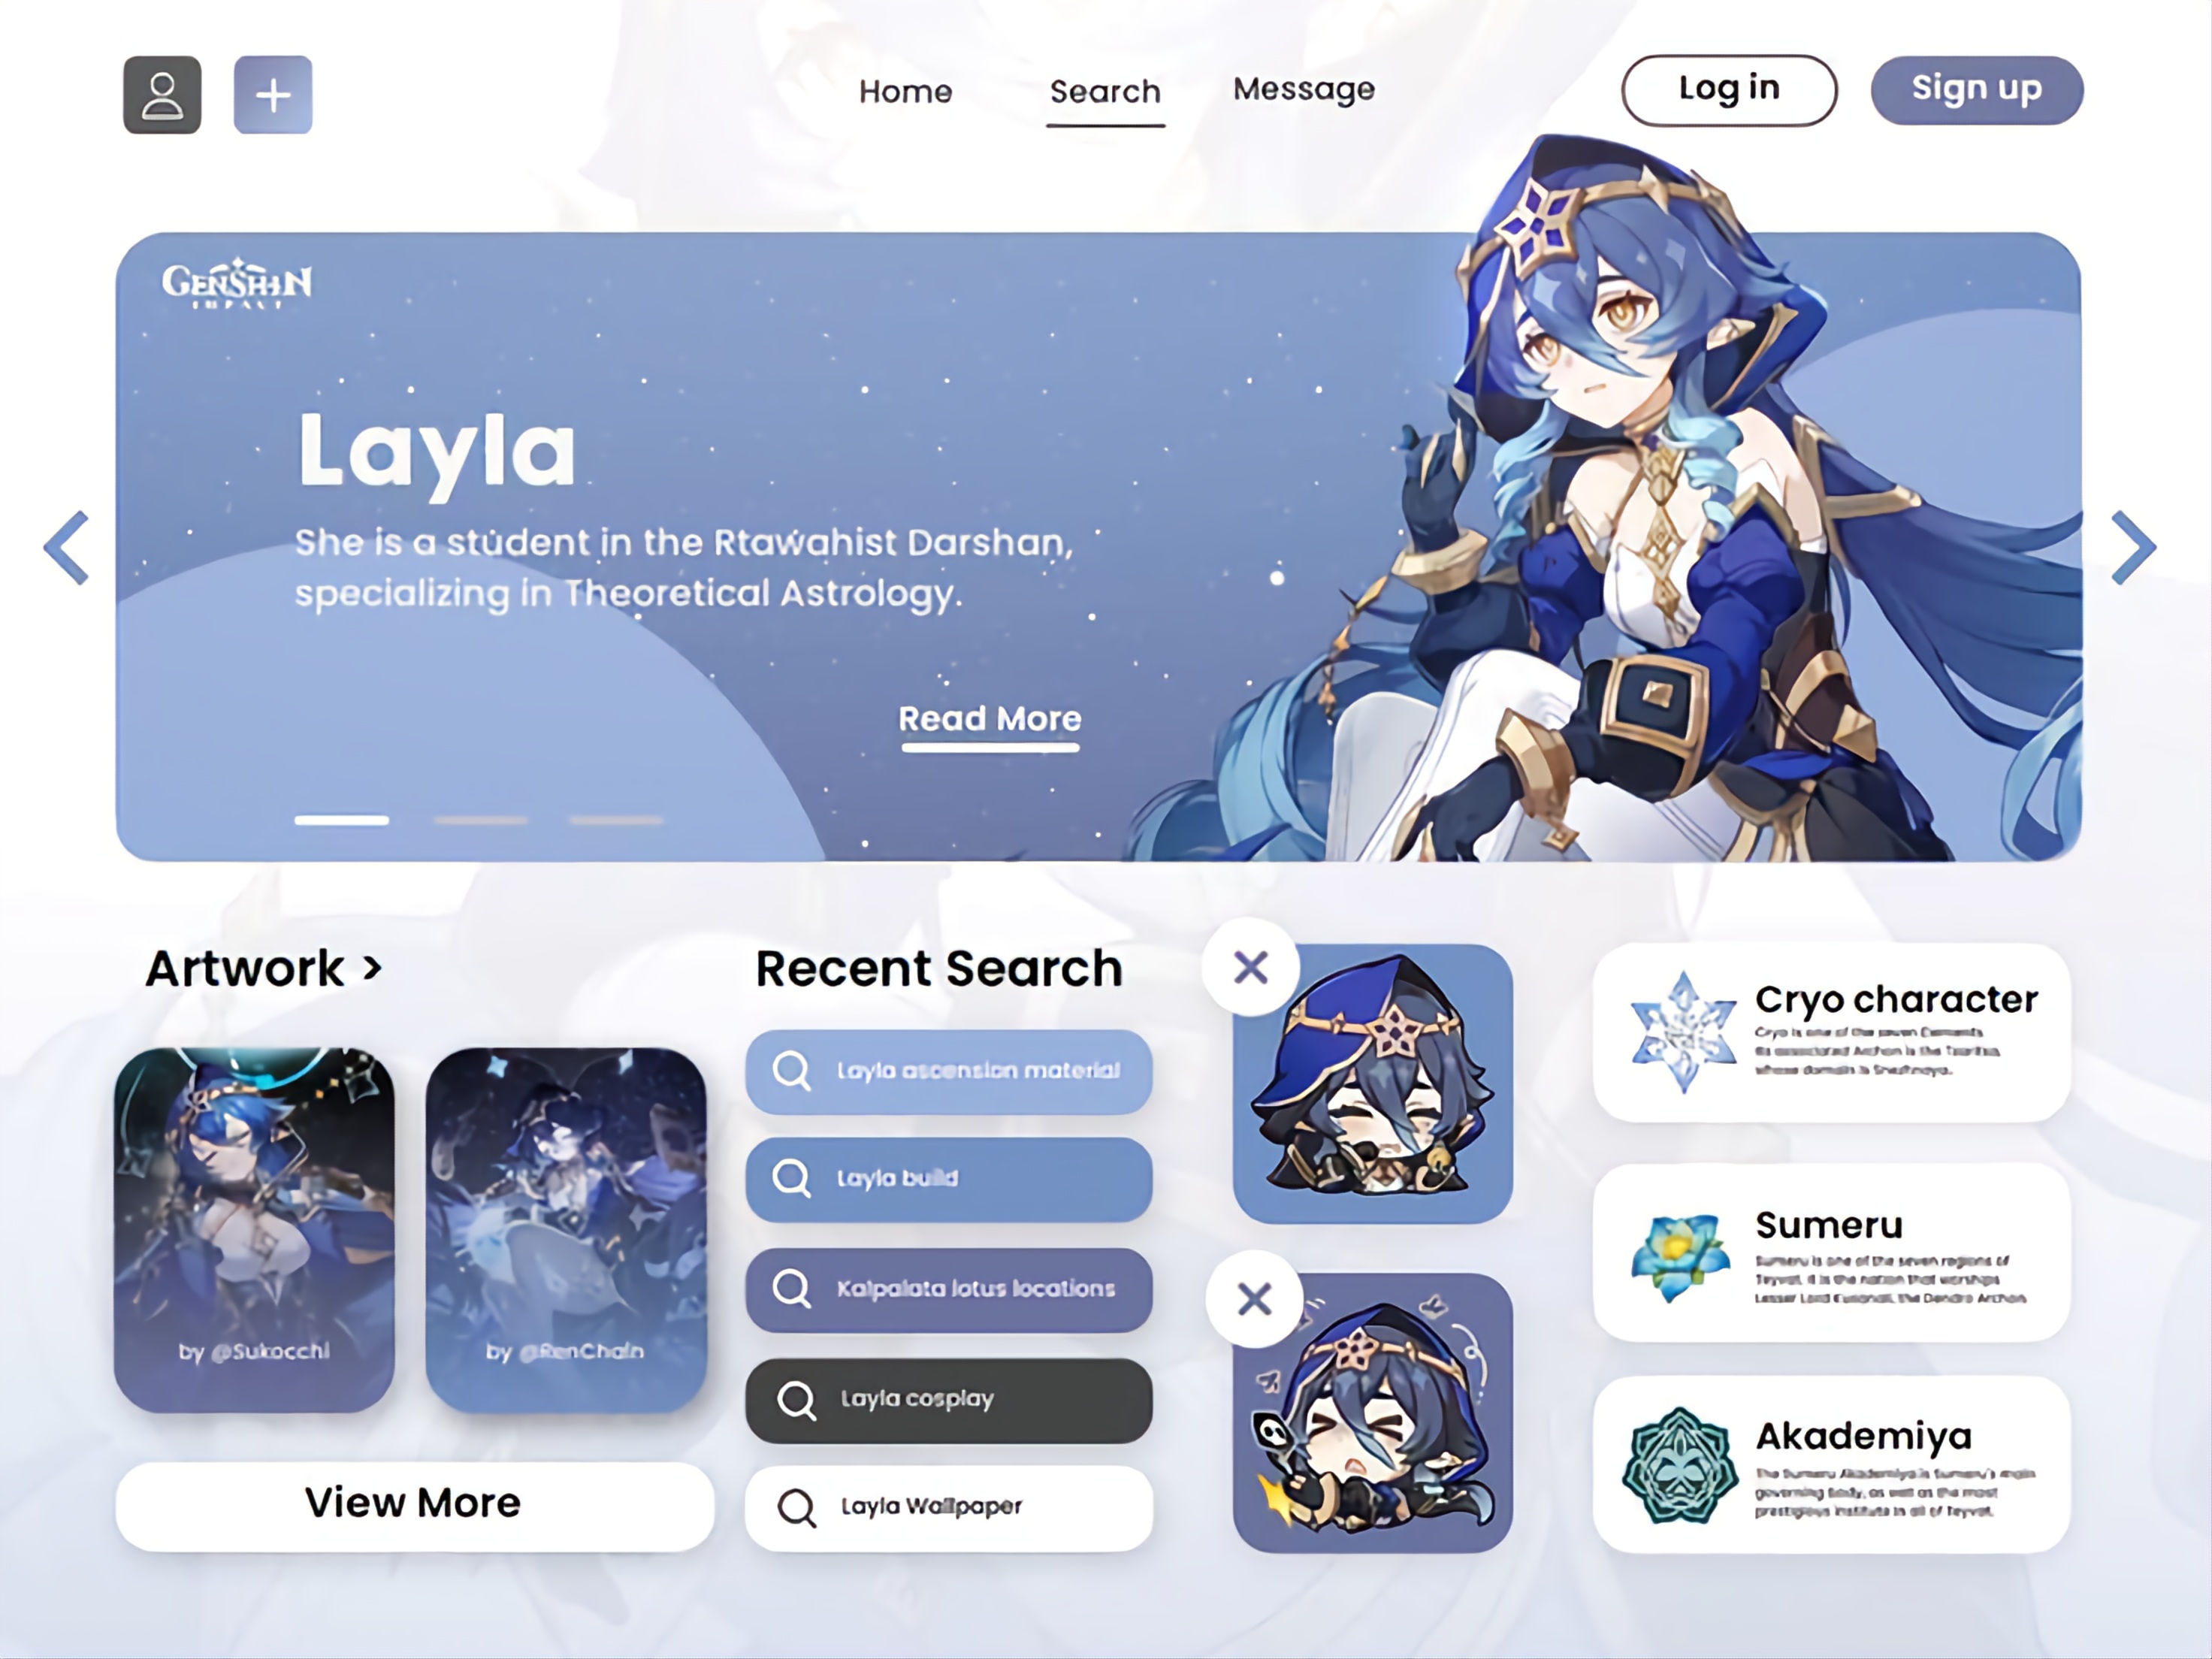 Home
Search
Message
Log in
Sign up
GENSHIN
IMPACT
Layla
She is a student in the Rtawahist Darshan,
specializing in Theoretical Astrology.
Read More
Artwork >
by @Sukocchi
by @RenChain
View More
Recent Search
Layla ascension material
Layla build
Kalpalata lotus locations
Layla cosplay
Layla Wallpaper
Cryo character
Cryo is one of the seven Elements.
Its associated Archon is the Tsaritsa,
whose domain is Snezhnaya.
Sumeru
Sumeru is one of the seven regions of
Teyvat. It is the nation that worships
Lesser Lord Kusanali, the Dendro Archon.
Akademiya
The Sumeru Akademiya is Sumeru's main
governing body, as well as the most
prestigious institute in all of Teyvat.